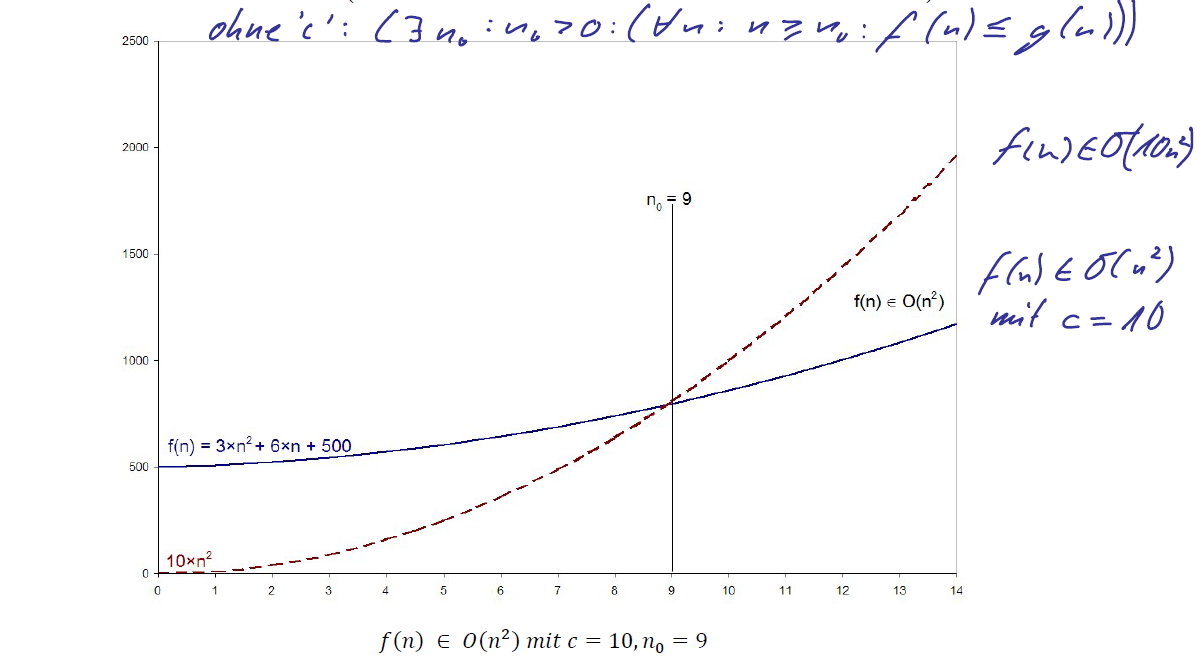 ohne 'c': (∃ n₀ : n₀ > 0 : (∀n : n ≥ n₀ : f(n) ≤ g(n)))
2500
2000
f(n) ∈ O(10n²)
n₀ = 9
1500
f(n) ∈ O(n²)
f(n) ∈ O(n²)
mit c = 10
1000
f(n) = 3×n² + 6×n + 500
500
10×n²
0
0 1 2 3 4 5 6 7 8 9 10 11 12 13 14
f(n) ∈ O(n²) mit c = 10, n₀ = 9